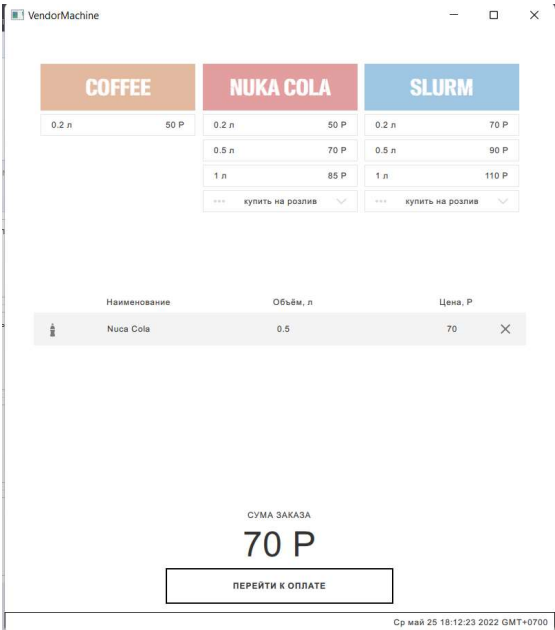 VendorMachine
COFFEE NUKA COLA SLURM
0.2 л 50 Р 0.2 л 50 Р 0.2 л 70 Р
0.5 л 70 Р 0.5 л 90 Р
1 л 85 Р 1 л 110 Р
купить на розлив купить на розлив
Наименование Объём, л Цена, Р
Nuca Cola 0.5 70
СУМА ЗАКАЗА
70 Р
ПЕРЕЙТИ К ОПЛАТЕ
Ср май 25 18:12:23 2022 GMT+0700